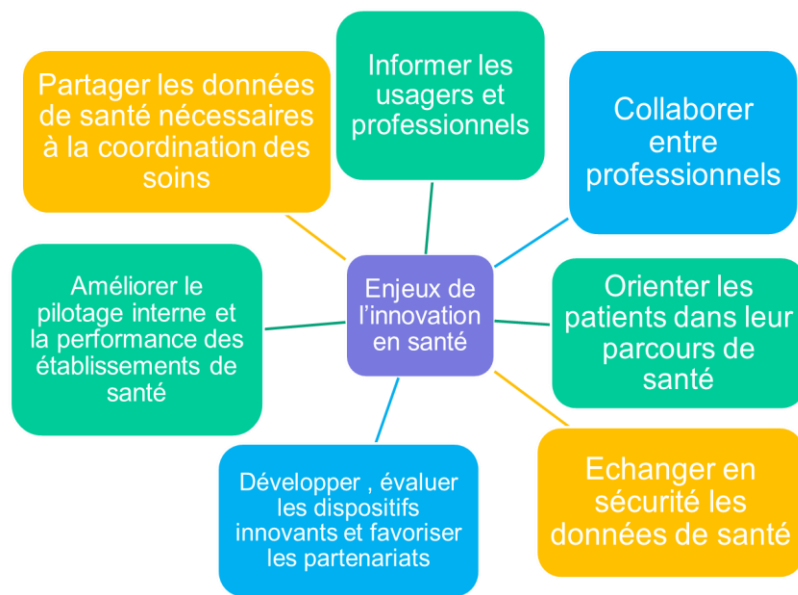 Partager les données
de santé nécessaires
à la coordination des
soins
Informer les
usagers et
professionnels
Collaborer
entre
professionnels
Améliorer le
pilotage interne et
la performance des
établissements de
santé
Enjeux de
l’innovation
en santé
Orienter les
patients dans leur
parcours de
santé
Développer , évaluer
les dispositifs
innovants et favoriser
les partenariats
Echanger en
sécurité les
données de santé